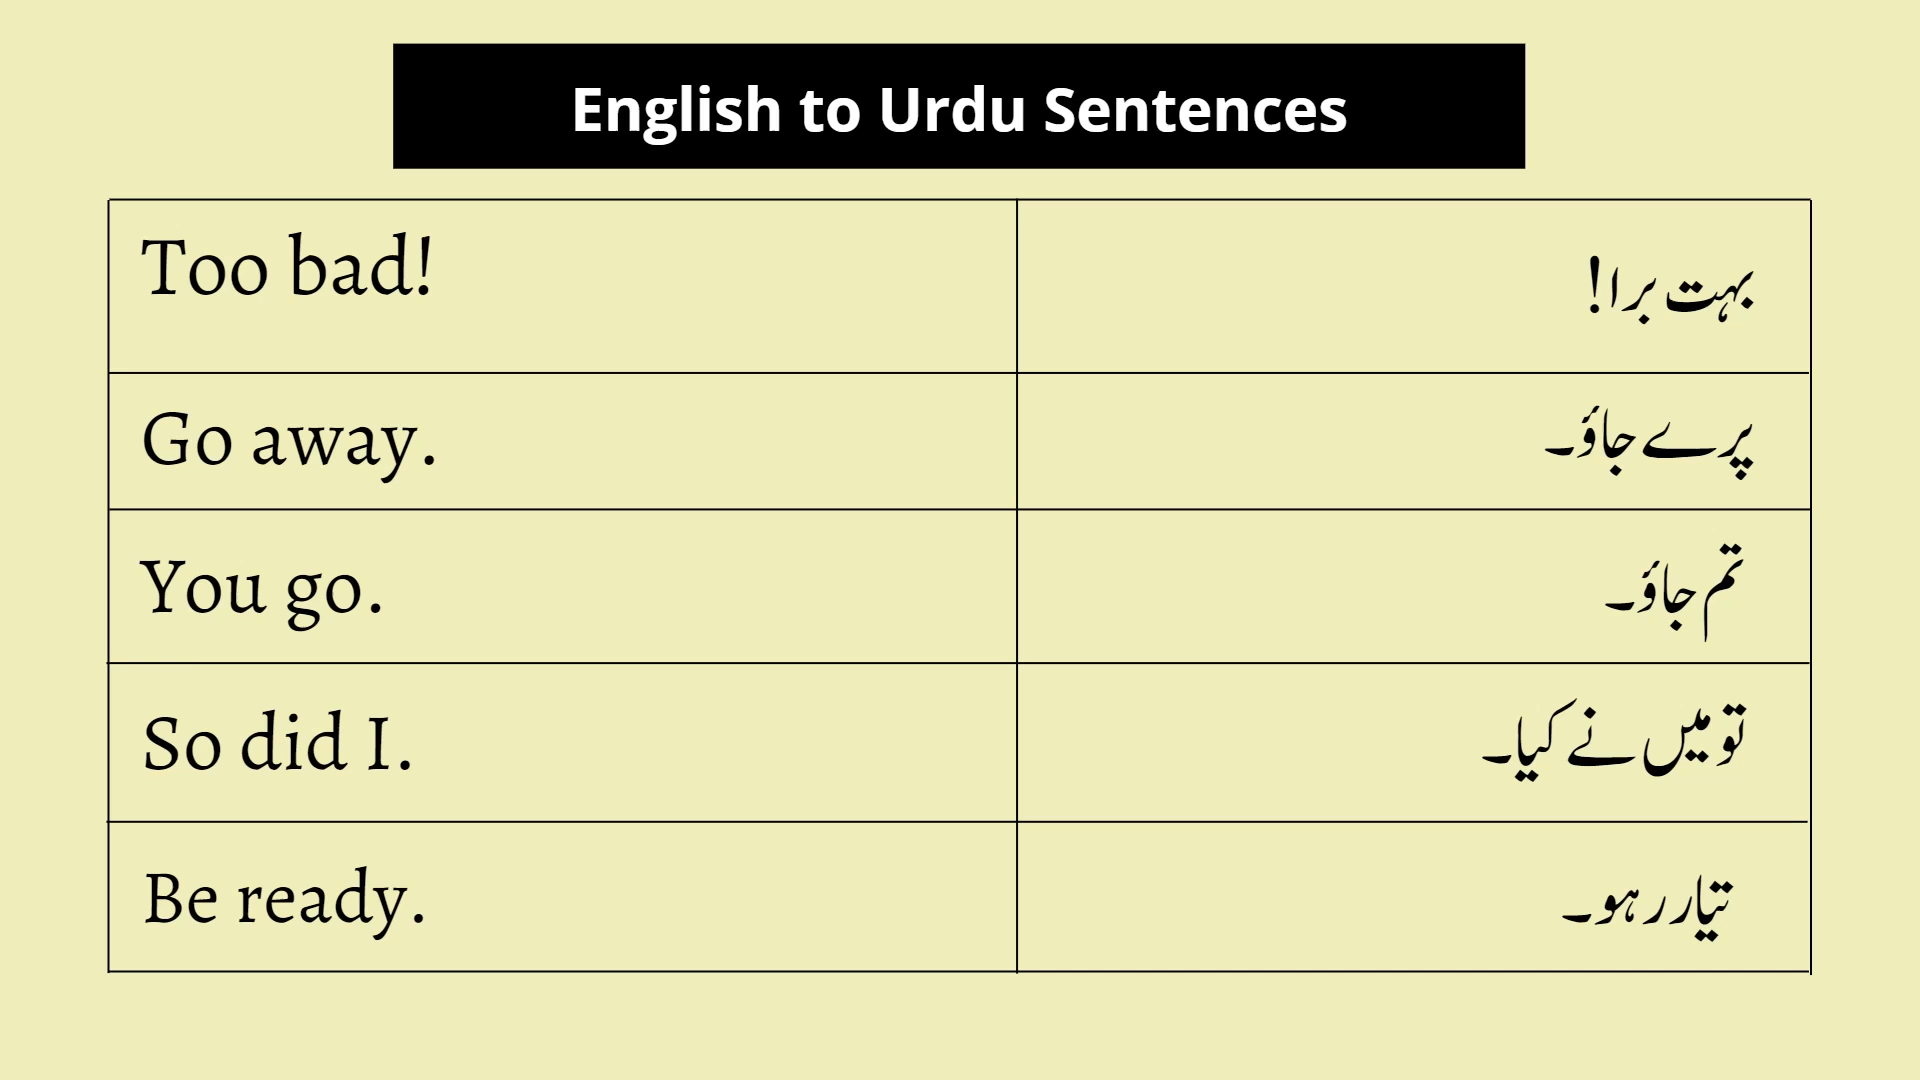 English to Urdu Sentences
Too bad!
بہت برا!
Go away.
پرے جاؤ۔
You go.
تم جاؤ۔
So did I.
تو میں نے کیا۔
Be ready.
تیار رہو۔